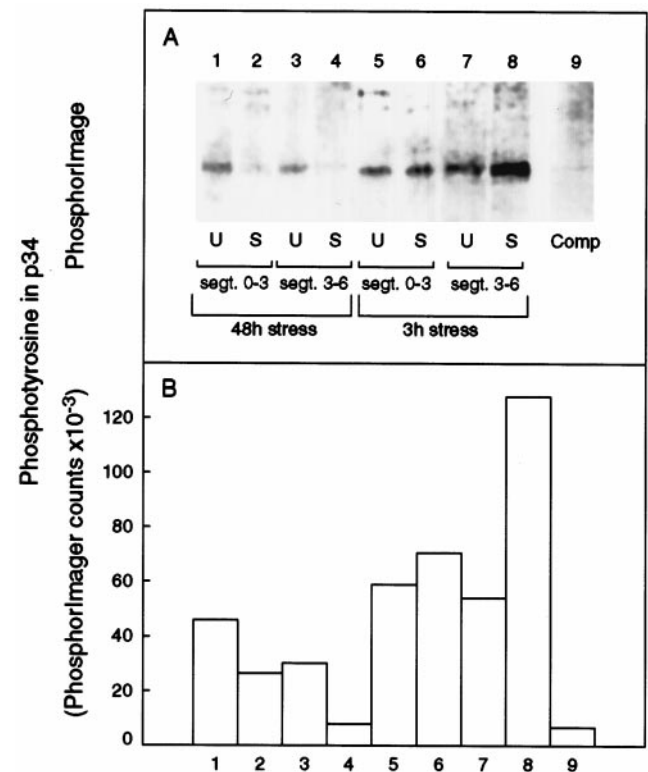 A
1 2 3 4 5 6 7 8 9
PhosphorImage
U S U S U S U S Comp
segt. 0-3 segt. 3-6 segt. 0-3 segt. 3-6
48h stress 3h stress
Phosphotyrosine in p34
B
(PhosphorImager counts x10-3)
120
100
80
60
40
20
0
1 2 3 4 5 6 7 8 9